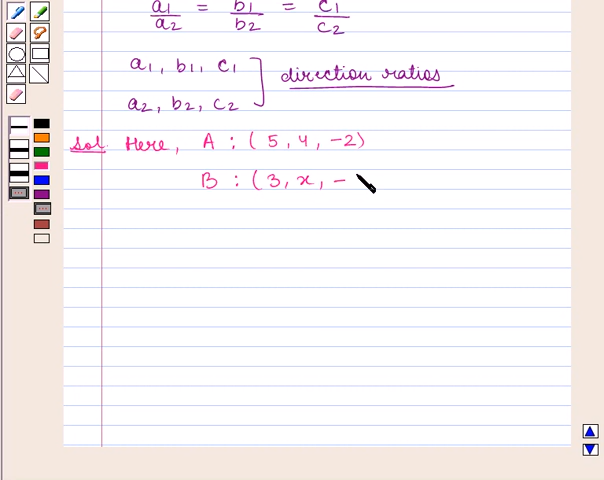 a1/a2 = b1/b2 = c1/c2
a1, b1, c1
direction ratios
a2, b2, c2
Sol Here, A : (5, 4, -2)
B : (3, x, -